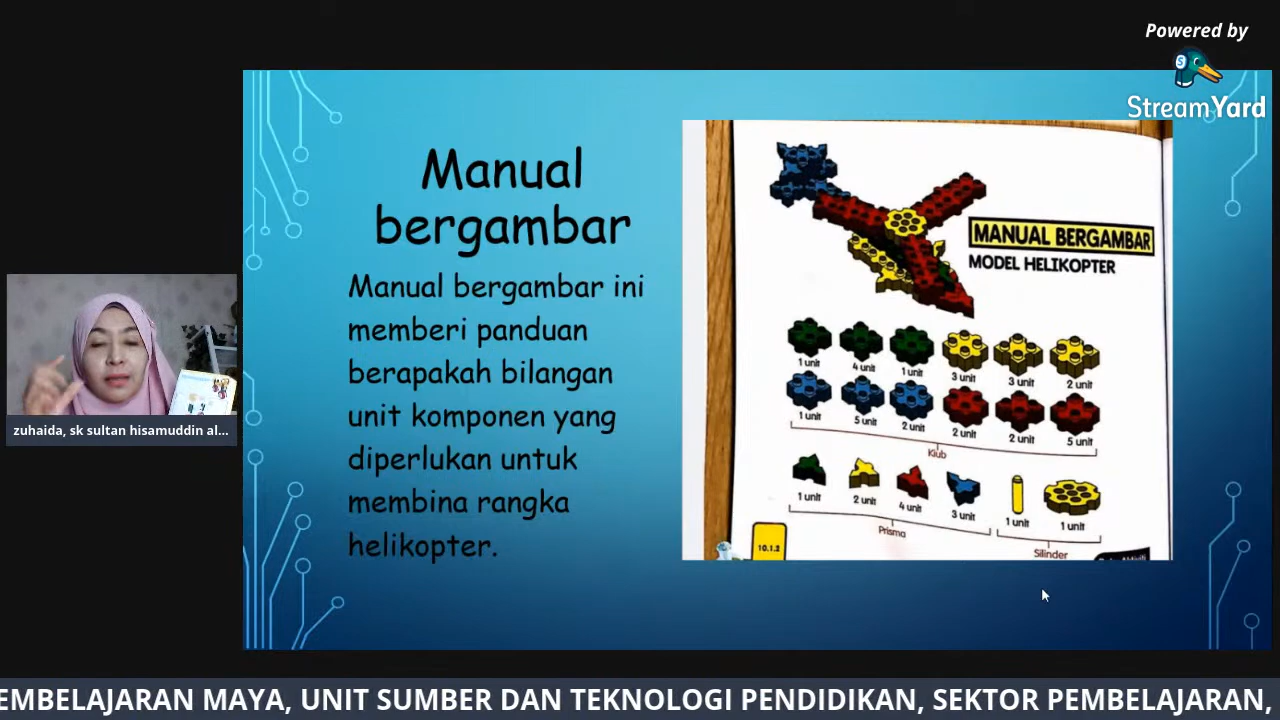 Powered by
StreamYard
Manual
bergambar
Manual bergambar ini
memberi panduan
berapakah bilangan
unit komponen yang
diperlukan untuk
membina rangka
helikopter.
MANUAL BERGAMBAR
MODEL HELIKOPTER
1 unit 4 unit 1 unit 3 unit 3 unit 2 unit
1 unit 5 unit 2 unit 2 unit 2 unit 5 unit
Kiub
1 unit 2 unit 4 unit 3 unit 1 unit 1 unit
Prisma
Silinder
10.1.2
zuhaida, sk sultan hisamuddin al...
EMBELAJARAN MAYA, UNIT SUMBER DAN TEKNOLOGI PENDIDIKAN, SEKTOR PEMBELAJARAN,